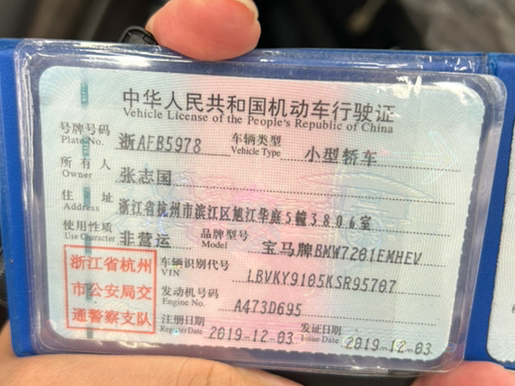 中华人民共和国机动车行驶证
Vehicle License of the People's Republic of China
号牌号码 Plate No. 浙AFB5978 车辆类型 Vehicle Type 小型轿车
所有人 Owner 张志国
住址 Address 浙江省杭州市滨江区旭江华庭5幢3806室
使用性质 Use Character 非营运 品牌型号 Model 宝马牌BMW7201EMHEV
浙江省杭州 车辆识别代号 VIN LBVKY9105KSR95707
市公安局交 发动机号码 Engine No. A473D695
通警察支队 注册日期 Register Date 2019-12-03 发证日期 Issue Date 2019-12-03